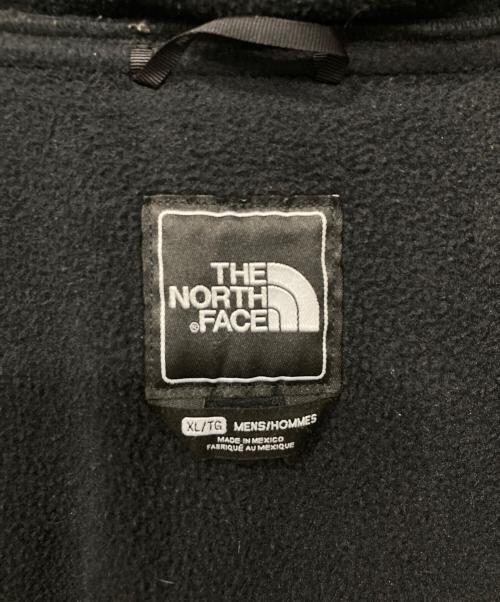 THE
NORTH
®FACE
XL/TG MENS/HOMMES
MADE IN MEXICO
FABRIQUÉ AU MEXIQUE